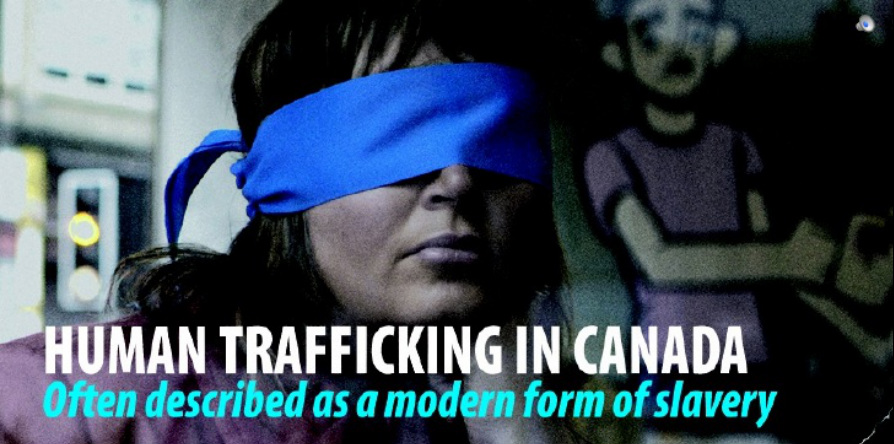 HUMAN TRAFFICKING IN CANADA
Often described as a modern form of slavery